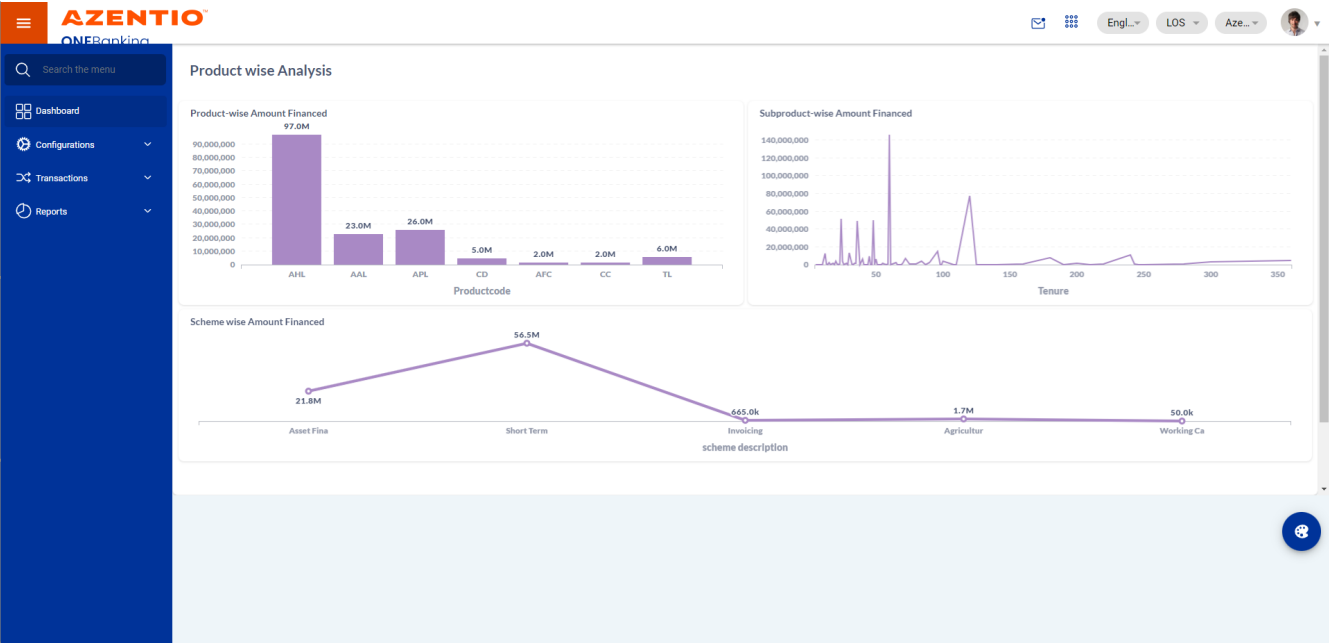 AZENTIO™
ONEBanking
Engl...
LOS
Aze...
Search the menu
Dashboard
Configurations
Transactions
Reports
Product wise Analysis
Product-wise Amount Financed
97.0M
90,000,000
80,000,000
70,000,000
60,000,000
50,000,000
40,000,000
30,000,000
20,000,000
10,000,000
0
23.0M
26.0M
5.0M
2.0M
2.0M
6.0M
AHL AAL APL CD AFC CC TL
Productcode
Subproduct-wise Amount Financed
140,000,000
120,000,000
100,000,000
80,000,000
60,000,000
40,000,000
20,000,000
0
50 100 150 200 250 300 350
Tenure
Scheme wise Amount Financed
56.5M
21.8M
665.0k
1.7M
50.0k
Asset Fina Short Term Invoicing Agricultur Working Ca
scheme description